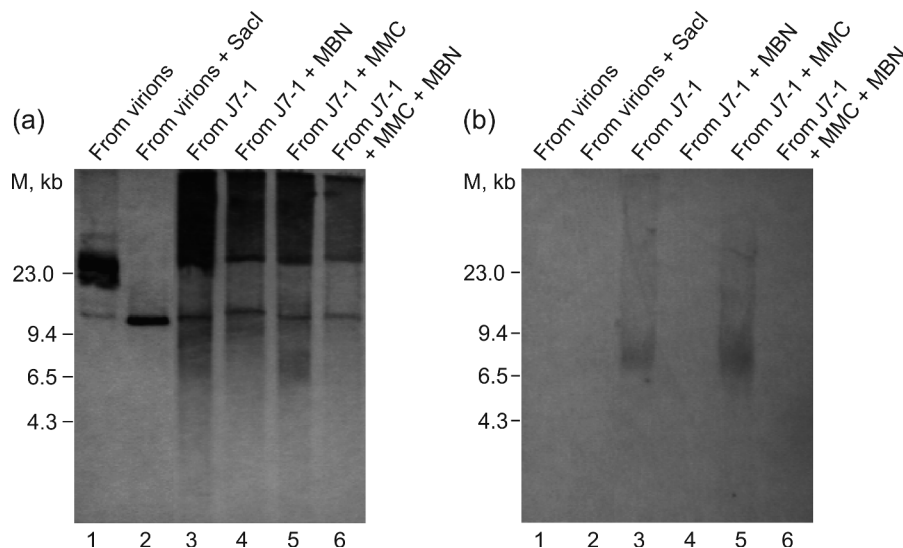 (a)
From virions
From virions + SacI
From J7-1
From J7-1 + MBN
From J7-1 + MMC
From J7-1
+ MMC + MBN
M, kb
23.0
9.4
6.5
4.3
1 2 3 4 5 6
(b)
From virions
From virions + SacI
From J7-1
From J7-1 + MBN
From J7-1 + MMC
From J7-1
+ MMC + MBN
M, kb
23.0
9.4
6.5
4.3
1 2 3 4 5 6